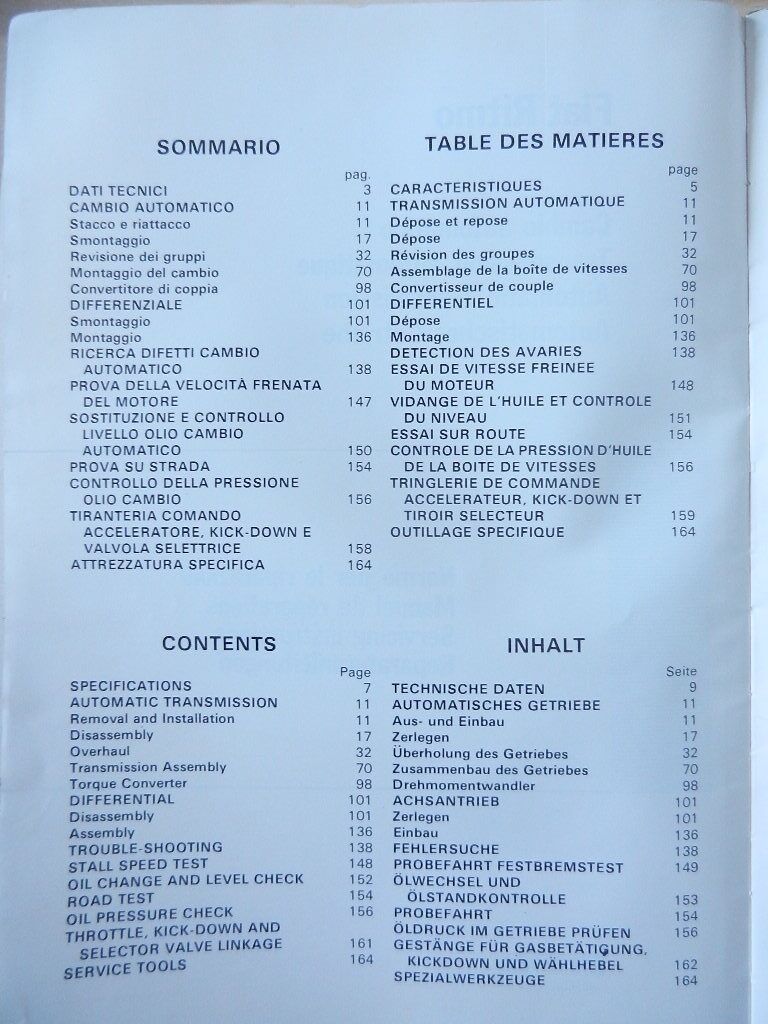 SOMMARIO
pag.
DATI TECNICI 3
CAMBIO AUTOMATICO 11
Stacco e riattacco 11
Smontaggio 17
Revisione dei gruppi 32
Montaggio del cambio 70
Convertitore di coppia 98
DIFFERENZIALE 101
Smontaggio 101
Montaggio 136
RICERCA DIFETTI CAMBIO
AUTOMATICO 138
PROVA DELLA VELOCITÀ FRENATA
DEL MOTORE 147
SOSTITUZIONE E CONTROLLO
LIVELLO OLIO CAMBIO
AUTOMATICO 150
PROVA SU STRADA 154
CONTROLLO DELLA PRESSIONE
OLIO CAMBIO 156
TIRANTERIA COMANDO
ACCELERATORE, KICK-DOWN E
VALVOLA SELETTRICE 158
ATTREZZATURA SPECIFICA 164
TABLE DES MATIERES
page
CARACTERISTIQUES 5
TRANSMISSION AUTOMATIQUE 11
Dépose et repose 11
Dépose 17
Révision des groupes 32
Assemblage de la boîte de vitesses 70
Convertisseur de couple 98
DIFFERENTIEL 101
Dépose 101
Montage 136
DETECTION DES AVARIES 138
ESSAI DE VITESSE FREINEE
DU MOTEUR 148
VIDANGE DE L'HUILE ET CONTROLE
DU NIVEAU 151
ESSAI SUR ROUTE 154
CONTROLE DE LA PRESSION D'HUILE
DE LA BOITE DE VITESSES 156
TRINGLERIE DE COMMANDE
ACCELERATEUR, KICK-DOWN ET
TIROIR SELECTEUR 159
OUTILLAGE SPECIFIQUE 164
CONTENTS
Page
SPECIFICATIONS 7
AUTOMATIC TRANSMISSION 11
Removal and Installation 11
Disassembly 17
Overhaul 32
Transmission Assembly 70
Torque Converter 98
DIFFERENTIAL 101
Disassembly 101
Assembly 136
TROUBLE-SHOOTING 138
STALL SPEED TEST 148
OIL CHANGE AND LEVEL CHECK 152
ROAD TEST 154
OIL PRESSURE CHECK 156
THROTTLE, KICK-DOWN AND
SELECTOR VALVE LINKAGE 161
SERVICE TOOLS 164
INHALT
Seite
TECHNISCHE DATEN 9
AUTOMATISCHES GETRIEBE 11
Aus- und Einbau 11
Zerlegen 17
Überholung des Getriebes 32
Zusammenbau des Getriebes 70
Drehmomentwandler 98
ACHSANTRIEB 101
Zerlegen 101
Einbau 136
FEHLERSUCHE 138
PROBEFAHRT FESTBREMSTEST 149
ÖLWECHSEL UND
ÖLSTANDKONTROLLE 153
PROBEFAHRT 154
ÖLDRUCK IM GETRIEBE PRÜFEN 156
GESTÄNGE FÜR GASBETÄTIGUNG,
KICKDOWN UND WÄHLHEBEL 162
SPEZIALWERKZEUGE 164